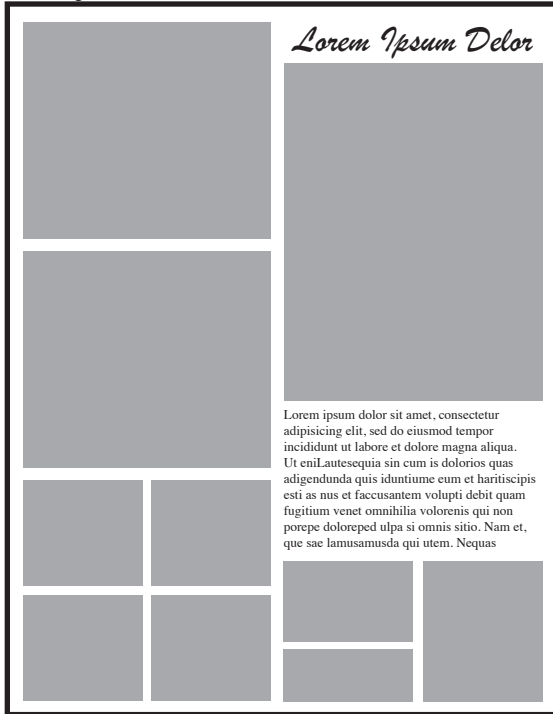 Lorem Ipsum Delor
Lorem ipsum dolor sit amet, consectetur
adipisicing elit, sed do eiusmod tempor
incididunt ut labore et dolore magna aliqua.
Ut eniLautesequia sin cum is dolorios quas
adigendunda quis iduntiume eum et haritiscipis
esti as nus et faccusantem volupti debit quam
fugitium venet omnihilia volorenis qui non
porepe doloreped ulpa si omnis sitio. Nam et,
que sae lamusamusda qui utem. Nequas